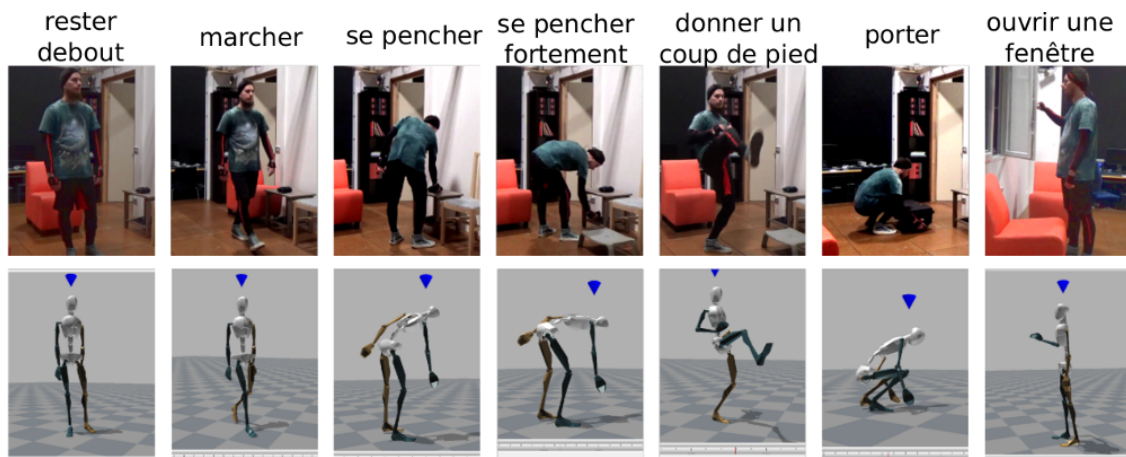 rester
debout
marcher
se pencher
se pencher
fortement
donner un
coup de pied
porter
ouvrir une
fenêtre